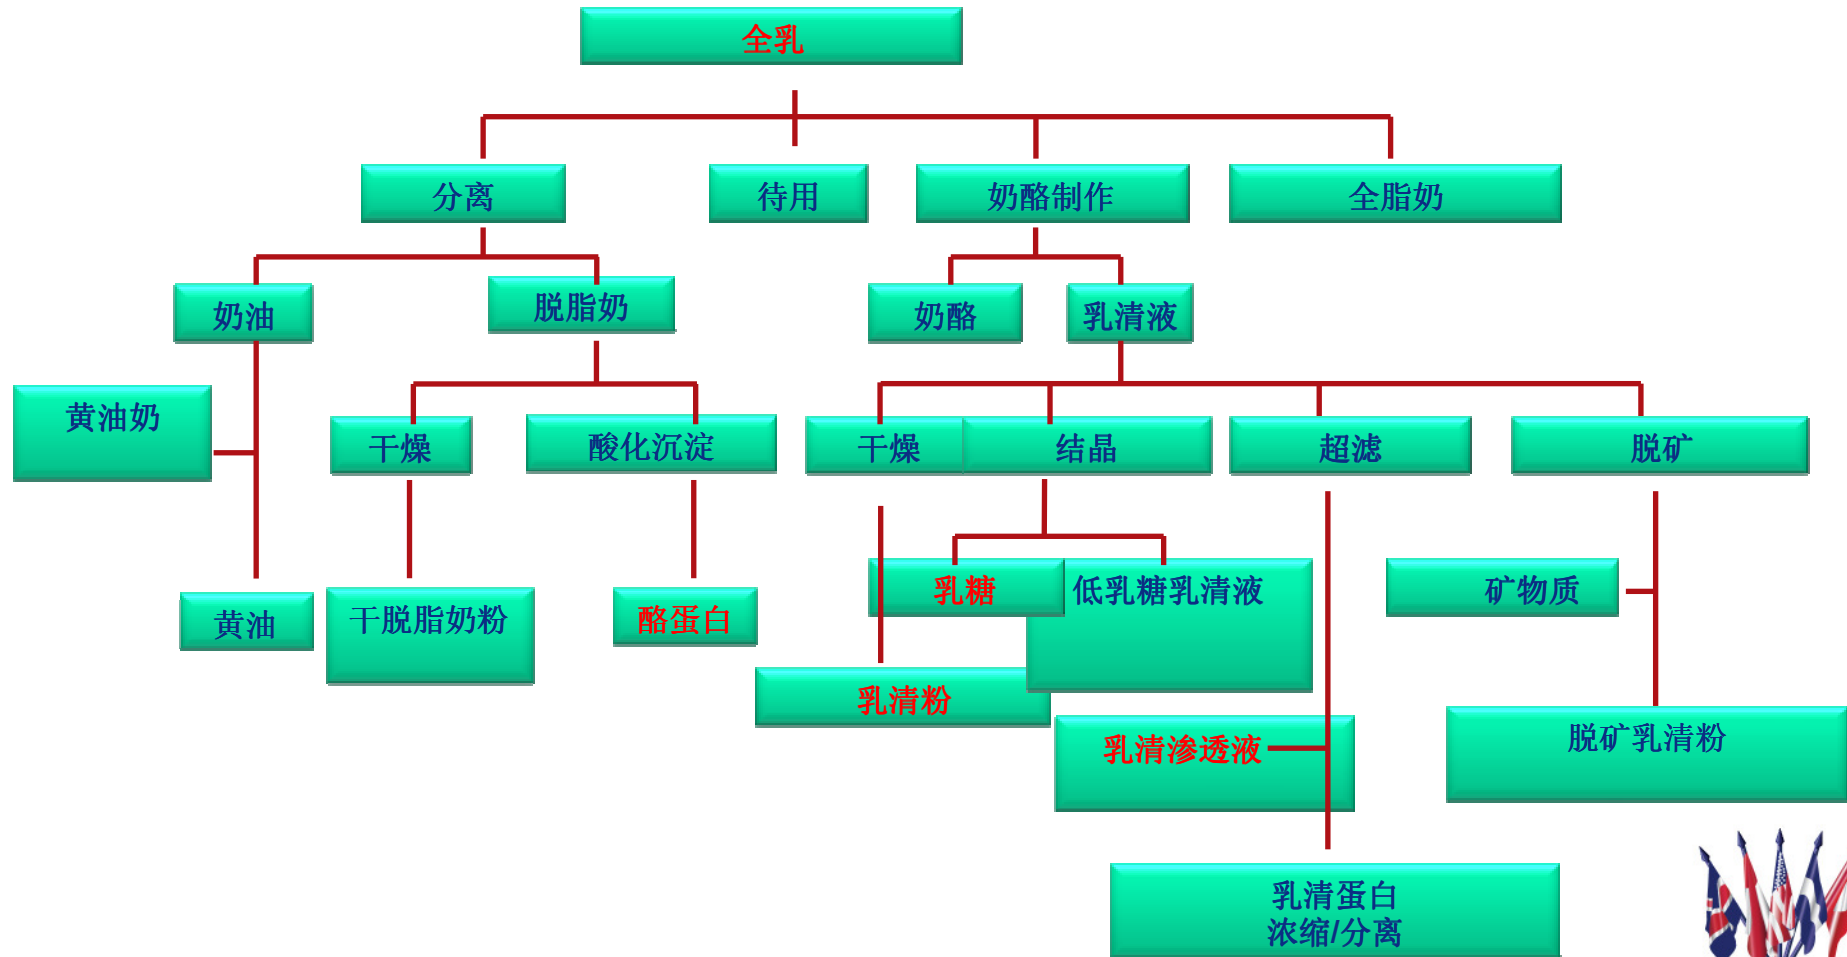 全乳
分离
待用
奶酪制作
全脂奶
奶油
脱脂奶
奶酪
乳清液
黄油奶
干燥
酸化沉淀
干燥
结晶
超滤
脱矿
乳糖
低乳糖乳清液
矿物质
黄油
干脱脂奶粉
酪蛋白
乳清粉
乳清渗透液
脱矿乳清粉
乳清蛋白
浓缩/分离